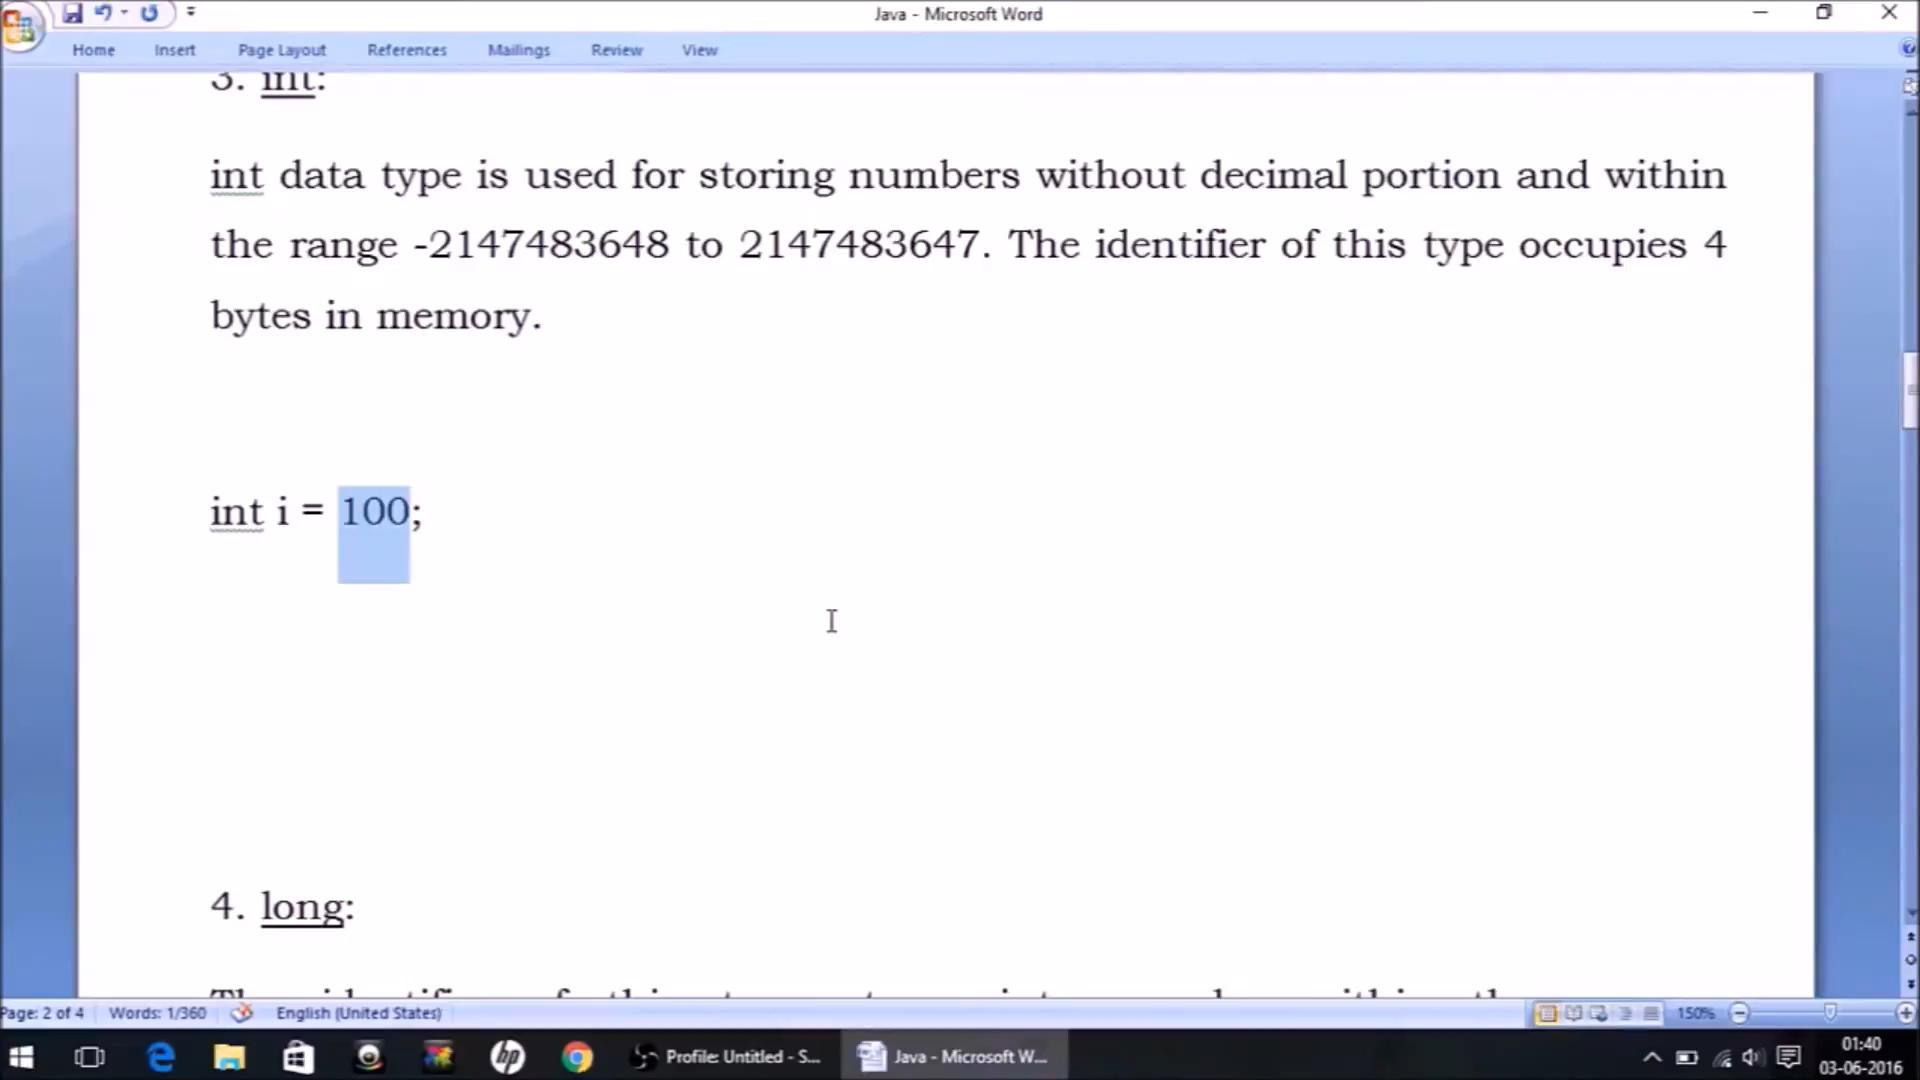 Java - Microsoft Word
Home Insert Page Layout References Mailings Review View
3. int:
int data type is used for storing numbers without decimal portion and within
the range -2147483648 to 2147483647. The identifier of this type occupies 4
bytes in memory.
int i = 100;
4. long:
Page: 2 of 4 Words: 1/360 English (United States) 150%
Profile: Untitled - S... Java - Microsoft W... 01:40
03-06-2016